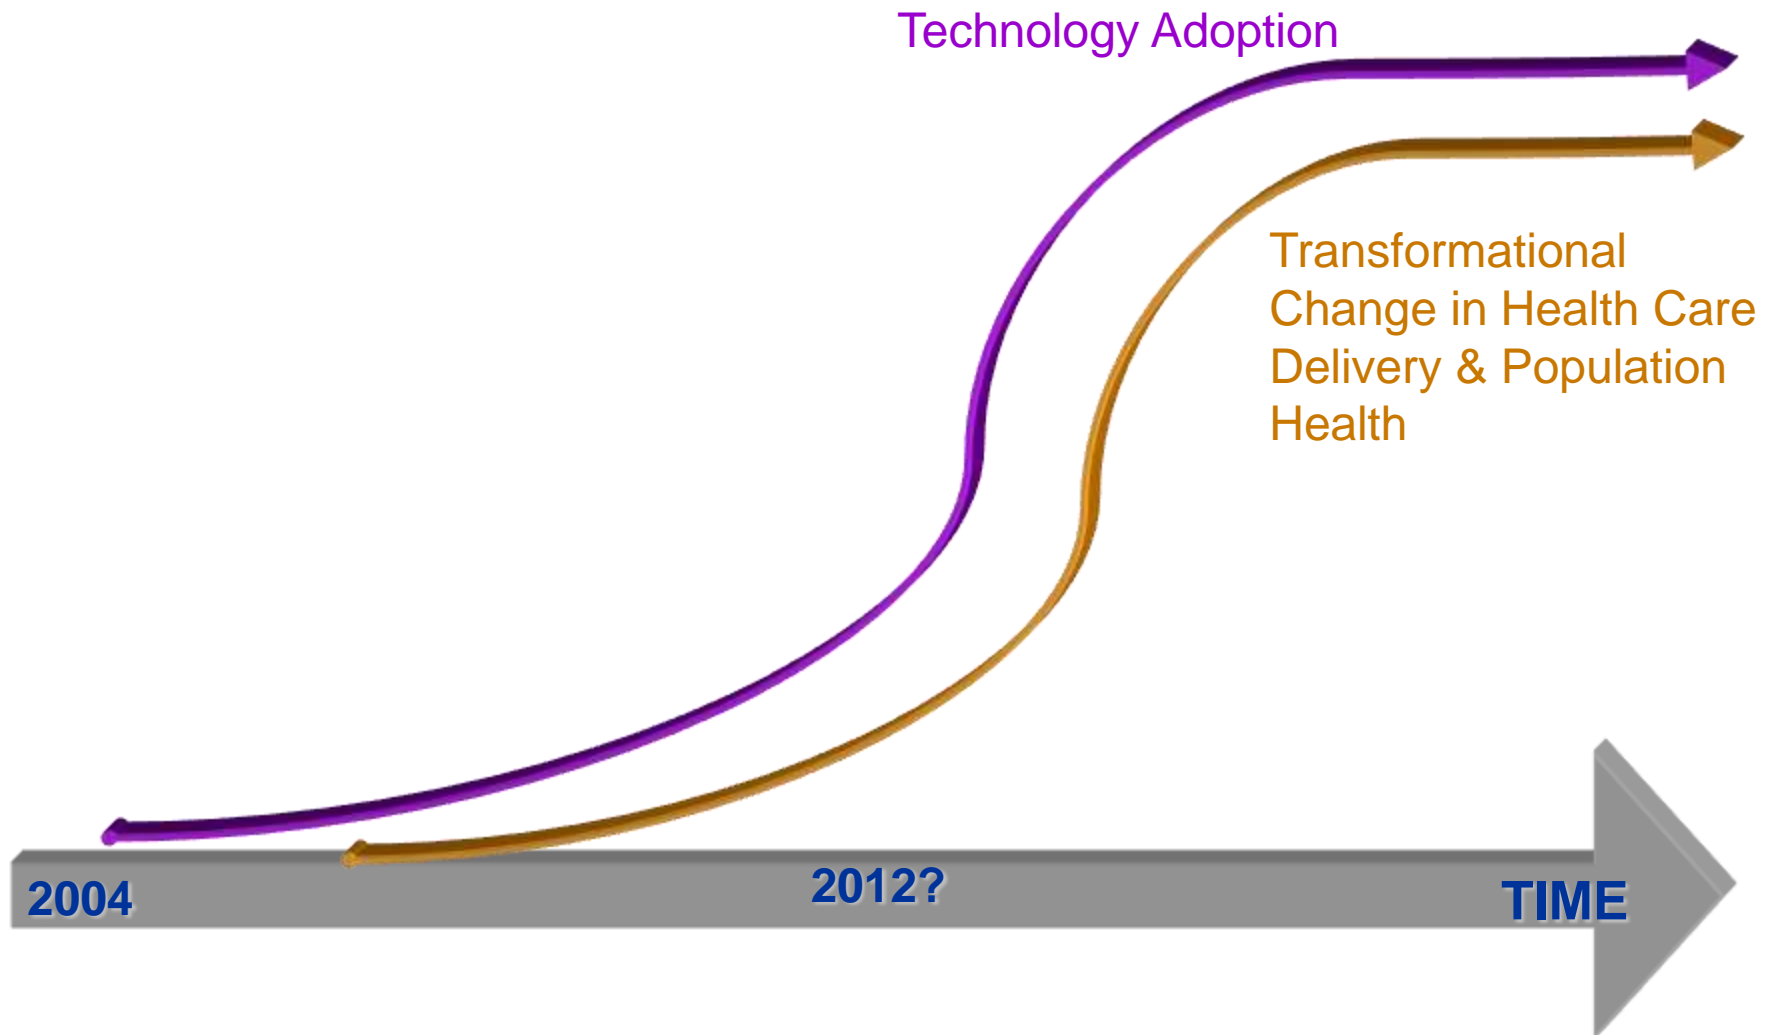 Technology Adoption
Transformational
Change in Health Care
Delivery & Population
Health
2004
2012?
TIME